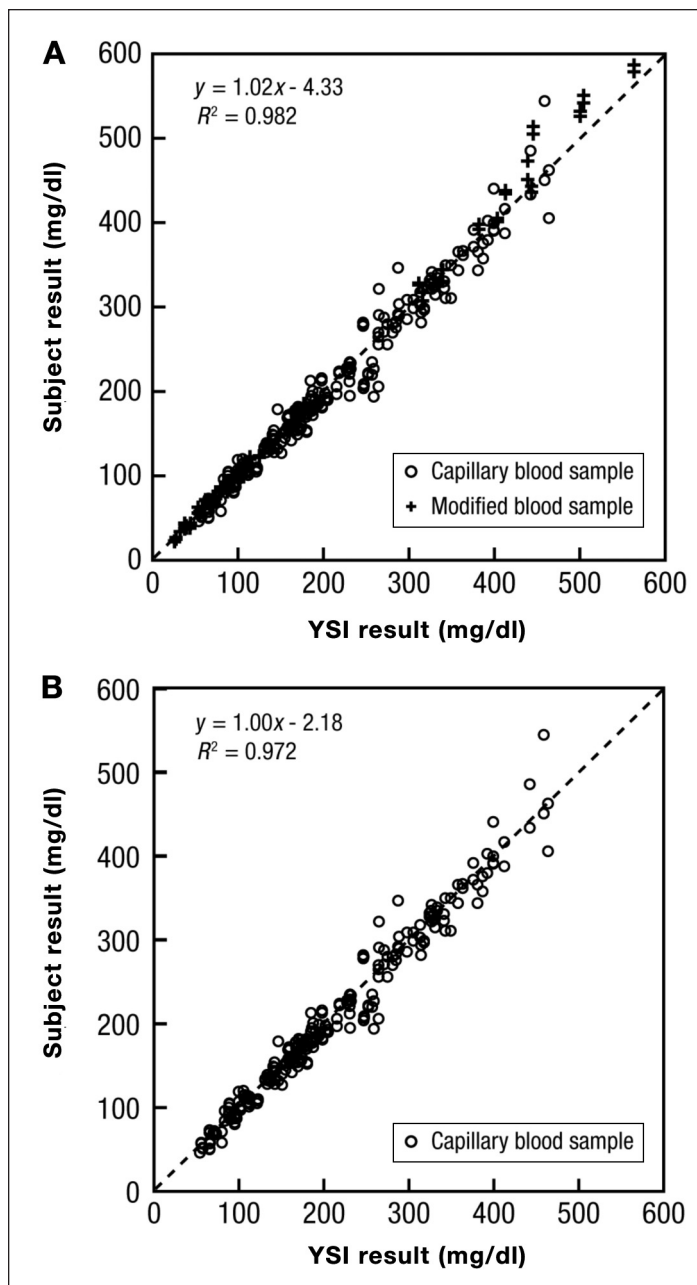 A
y = 1.02x - 4.33
R² = 0.982
600
500
400
300
200
100
0
Subject result (mg/dl)
Capillary blood sample
Modified blood sample
0 100 200 300 400 500 600
YSI result (mg/dl)
B
y = 1.00x - 2.18
R² = 0.972
600
500
400
300
200
100
0
Subject result (mg/dl)
Capillary blood sample
0 100 200 300 400 500 600
YSI result (mg/dl)